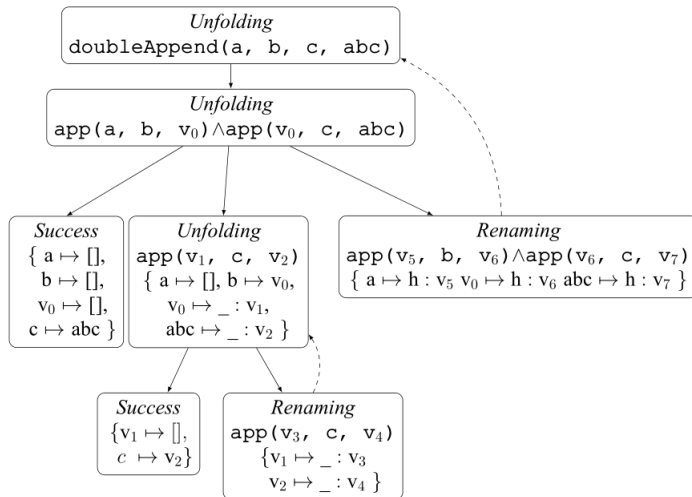 Unfolding
doubleAppend(a, b, c, abc)
Unfolding
app(a, b, v₀)∧app(v₀, c, abc)
Success
{ a ↦ [],
b ↦ [],
v₀ ↦ [],
c ↦ abc }
Unfolding
app(v₁, c, v₂)
{ a ↦ [], b ↦ v₀,
v₀ ↦ _ : v₁,
abc ↦ _ : v₂ }
Renaming
app(v₅, b, v₆)∧app(v₆, c, v₇)
{ a ↦ h : v₅ v₀ ↦ h : v₆ abc ↦ h : v₇ }
Success
{v₁ ↦ [],
c ↦ v₂}
Renaming
app(v₃, c, v₄)
{v₁ ↦ _ : v₃
v₂ ↦ _ : v₄ }